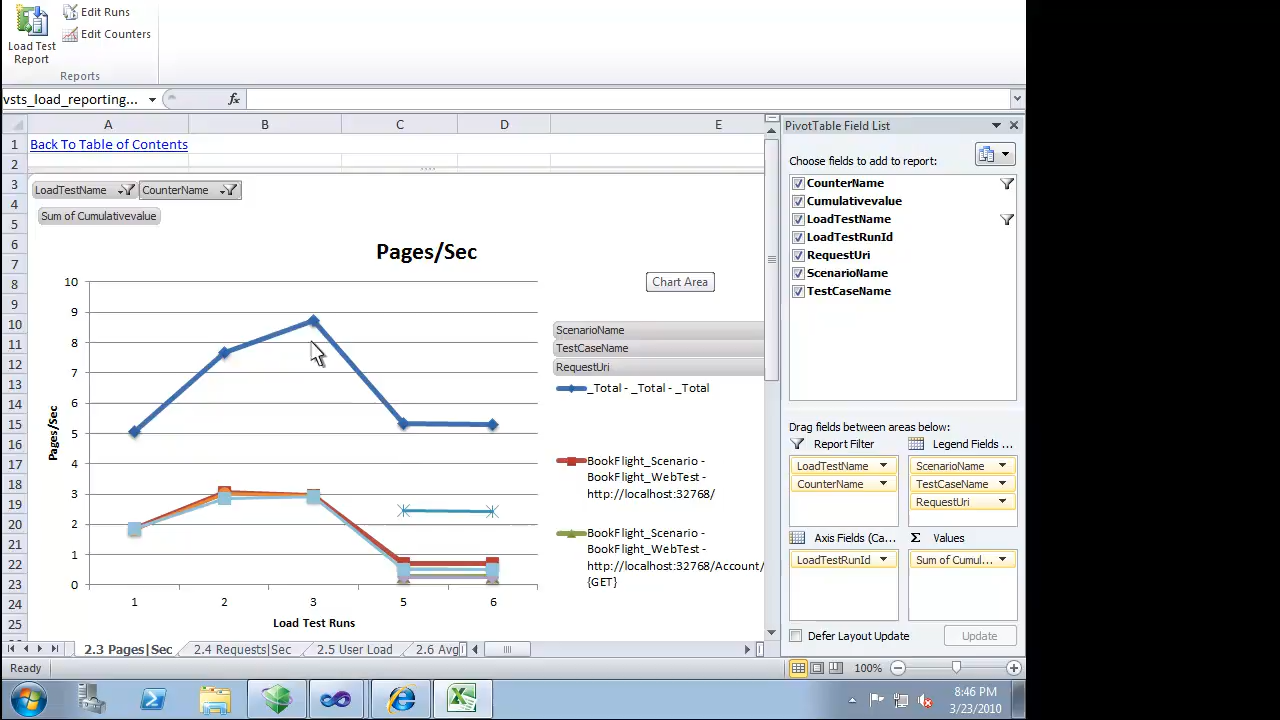 Edit Runs
Edit Counters
Load Test
Report
Reports
vsts_load_reporting...
fx
A B C D E
PivotTable Field List
1 Back To Table of Contents
Choose fields to add to report:
2
3 LoadTestName CounterName
CounterName
4
Cumulativevalue
5 Sum of Cumulativevalue
LoadTestName
LoadTestRunId
6 Pages/Sec
RequestUri
7
ScenarioName
8 10 Chart Area
TestCaseName
9 9
10 ScenarioName
11 8 TestCaseName
12 RequestUri
13 7 _Total - _Total - _Total
14 6
15 5
Drag fields between areas below:
Report Filter Legend Fields ...
16 Pages/Sec
LoadTestName ScenarioName
17 4 BookFlight_Scenario -
BookFlight_WebTest -
http://localhost:32768/
CounterName TestCaseName
RequestUri
18 3
19
20 2 BookFlight_Scenario -
Axis Fields (Ca... Σ Values
21 BookFlight_WebTest -
LoadTestRunId Sum of Cumul...
22 1 http://localhost:32768/Account/
23 0 {GET}
24 1 2 3 5 6
25 Load Test Runs
Defer Layout Update Update
2.3 Pages|Sec 2.4 Requests|Sec 2.5 User Load 2.6 Avg
Ready 100%
8:46 PM
3/23/2010